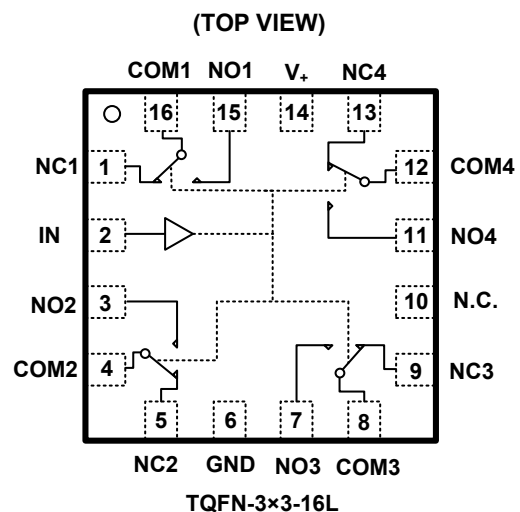 (TOP VIEW)
COM1 NO1 V+ NC4
16 15 14 13
NC1 1 12 COM4
IN 2 11 NO4
NO2 3 10 N.C.
COM2 4 9 NC3
5 6 7 8
NC2 GND NO3 COM3
TQFN-3×3-16L